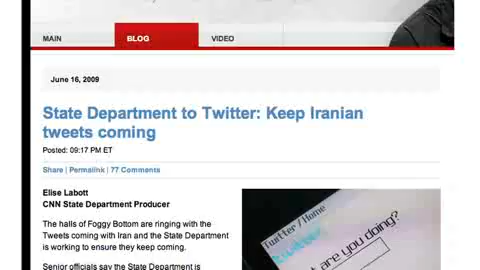 MAIN BLOG VIDEO
June 16, 2009
State Department to Twitter: Keep Iranian
tweets coming
Posted: 09:17 PM ET
Share | Permalink | 77 Comments
Elise Labott
CNN State Department Producer
The halls of Foggy Bottom are ringing with the
Tweets coming with Iran and the State Department
is working to ensure they keep coming.
Senior officials say the State Department is
Twitter / Home
twitter
at are you doing?